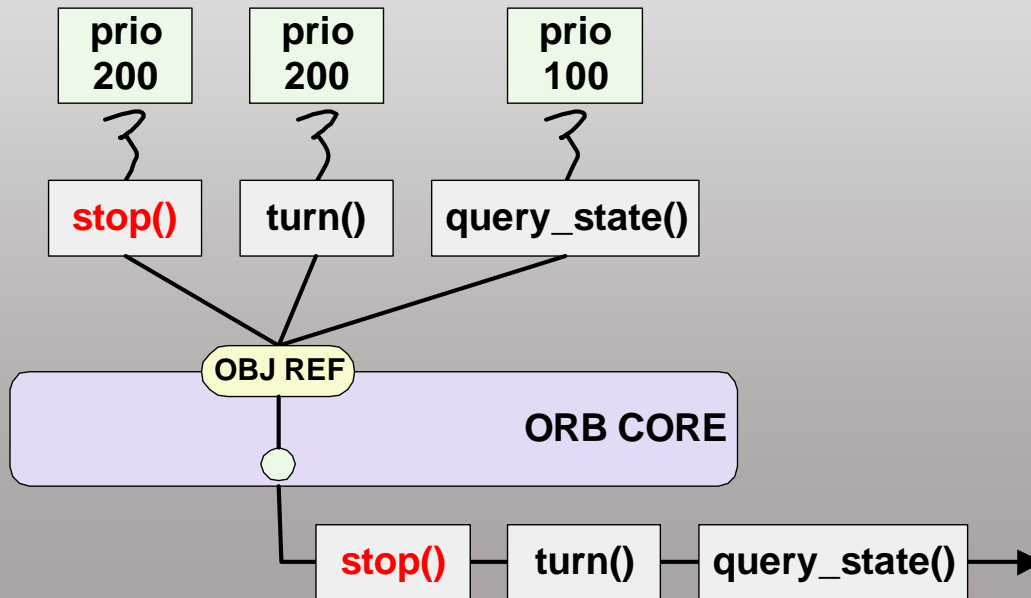 prio
200
prio
200
prio
100
stop()
turn()
query_state()
OBJ REF
ORB CORE
stop()
turn()
query_state()